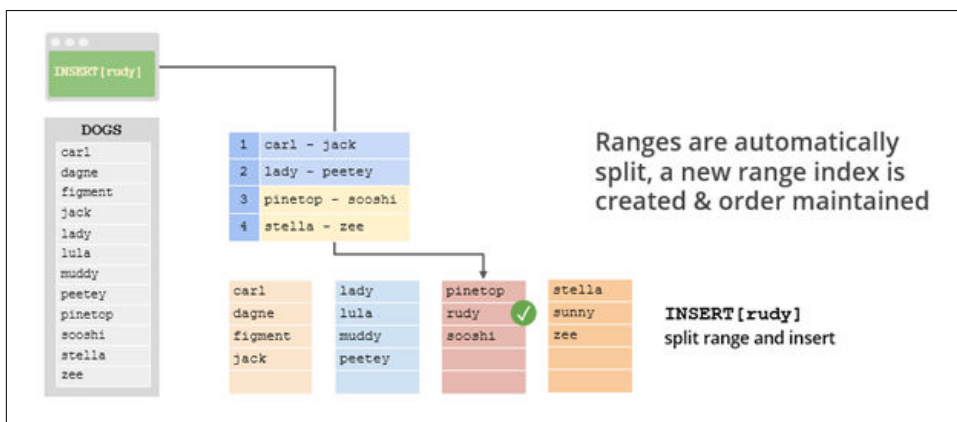 INSERT[rudy]
DOGS
carl
dagne
figment
jack
lady
lula
muddy
peetey
pinetop
sooshi
stella
zee
1 carl - jack
2 lady - peetey
3 pinetop - sooshi
4 stella - zee
Ranges are automatically
split, a new range index is
created & order maintained
carl
dagne
figment
jack
lady
lula
muddy
peetey
pinetop
rudy
sooshi
stella
sunny
zee
INSERT[rudy]
split range and insert